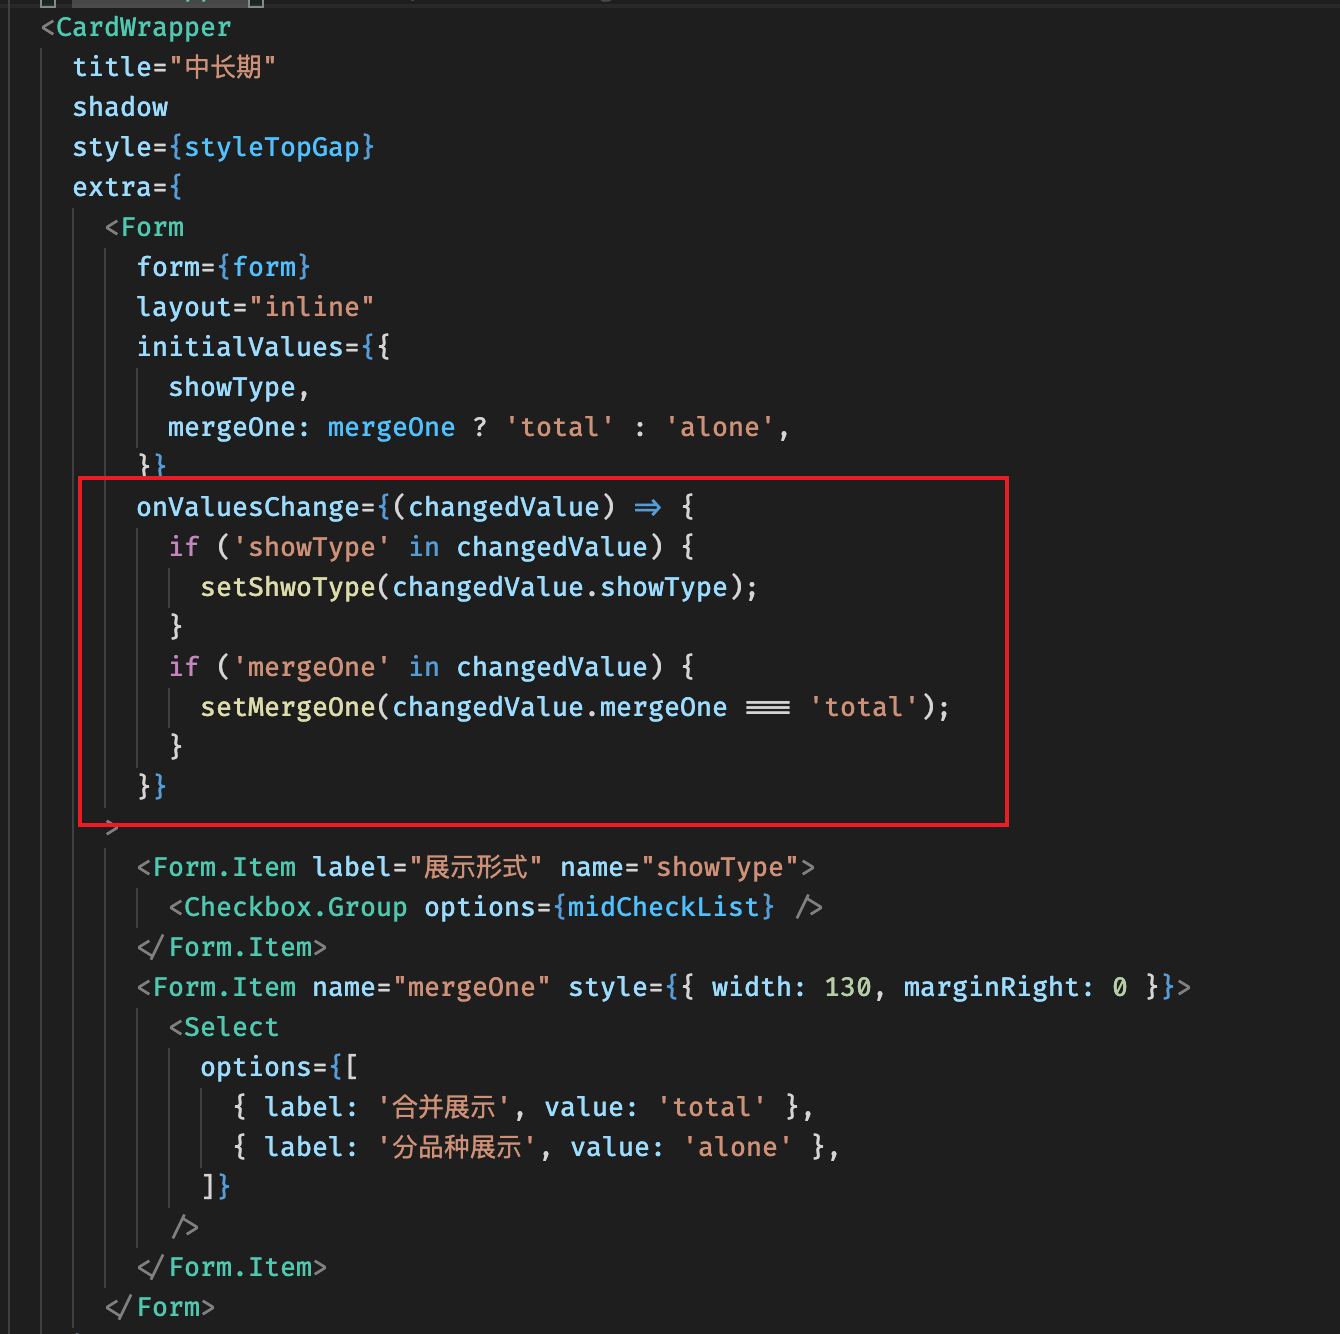 <CardWrapper
title="中长期"
shadow
style={styleTopGap}
extra={
<Form
form={form}
layout="inline"
initialValues={{
showType,
mergeOne: mergeOne ? 'total' : 'alone',
}}
onValuesChange={(changedValue) => {
if ('showType' in changedValue) {
setShwoType(changedValue.showType);
}
if ('mergeOne' in changedValue) {
setMergeOne(changedValue.mergeOne === 'total');
}
}}
>
<Form.Item label="展示形式" name="showType">
<Checkbox.Group options={midCheckList} />
</Form.Item>
<Form.Item name="mergeOne" style={{ width: 130, marginRight: 0 }}>
<Select
options={[
{ label: '合并展示', value: 'total' },
{ label: '分品种展示', value: 'alone' },
]}
/>
</Form.Item>
</Form>